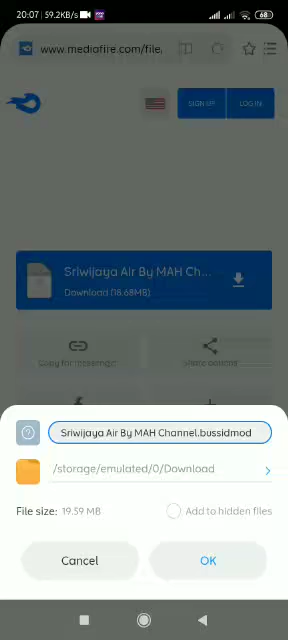 20:07 | 59.2KB/s
68
www.mediafire.com/file.
SIGN UP
LOG IN
Sriwijaya Air By MAH Ch...
Download (18.68MB)
Copy for messenger
Share options
Sriwijaya Air By MAH Channel.bussidmod
/storage/emulated/0/Download
File size: 19.59 MB
Add to hidden files
Cancel
OK